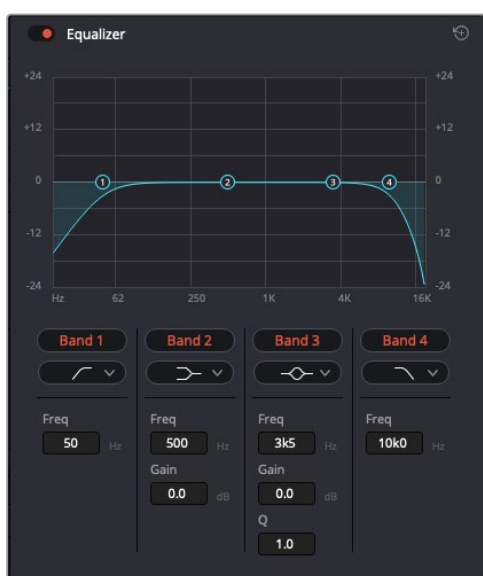 Equalizer
+24 +24
+12 +12
0 1 2 3 4 0
-12 -12
-24 -24
Hz 62 250 1K 4K 16K
Band 1 Band 2 Band 3 Band 4
Freq Freq Freq Freq
50 Hz 500 Hz 3k5 Hz 10k0 Hz
Gain Gain
0.0 dB 0.0 dB
Q
1.0